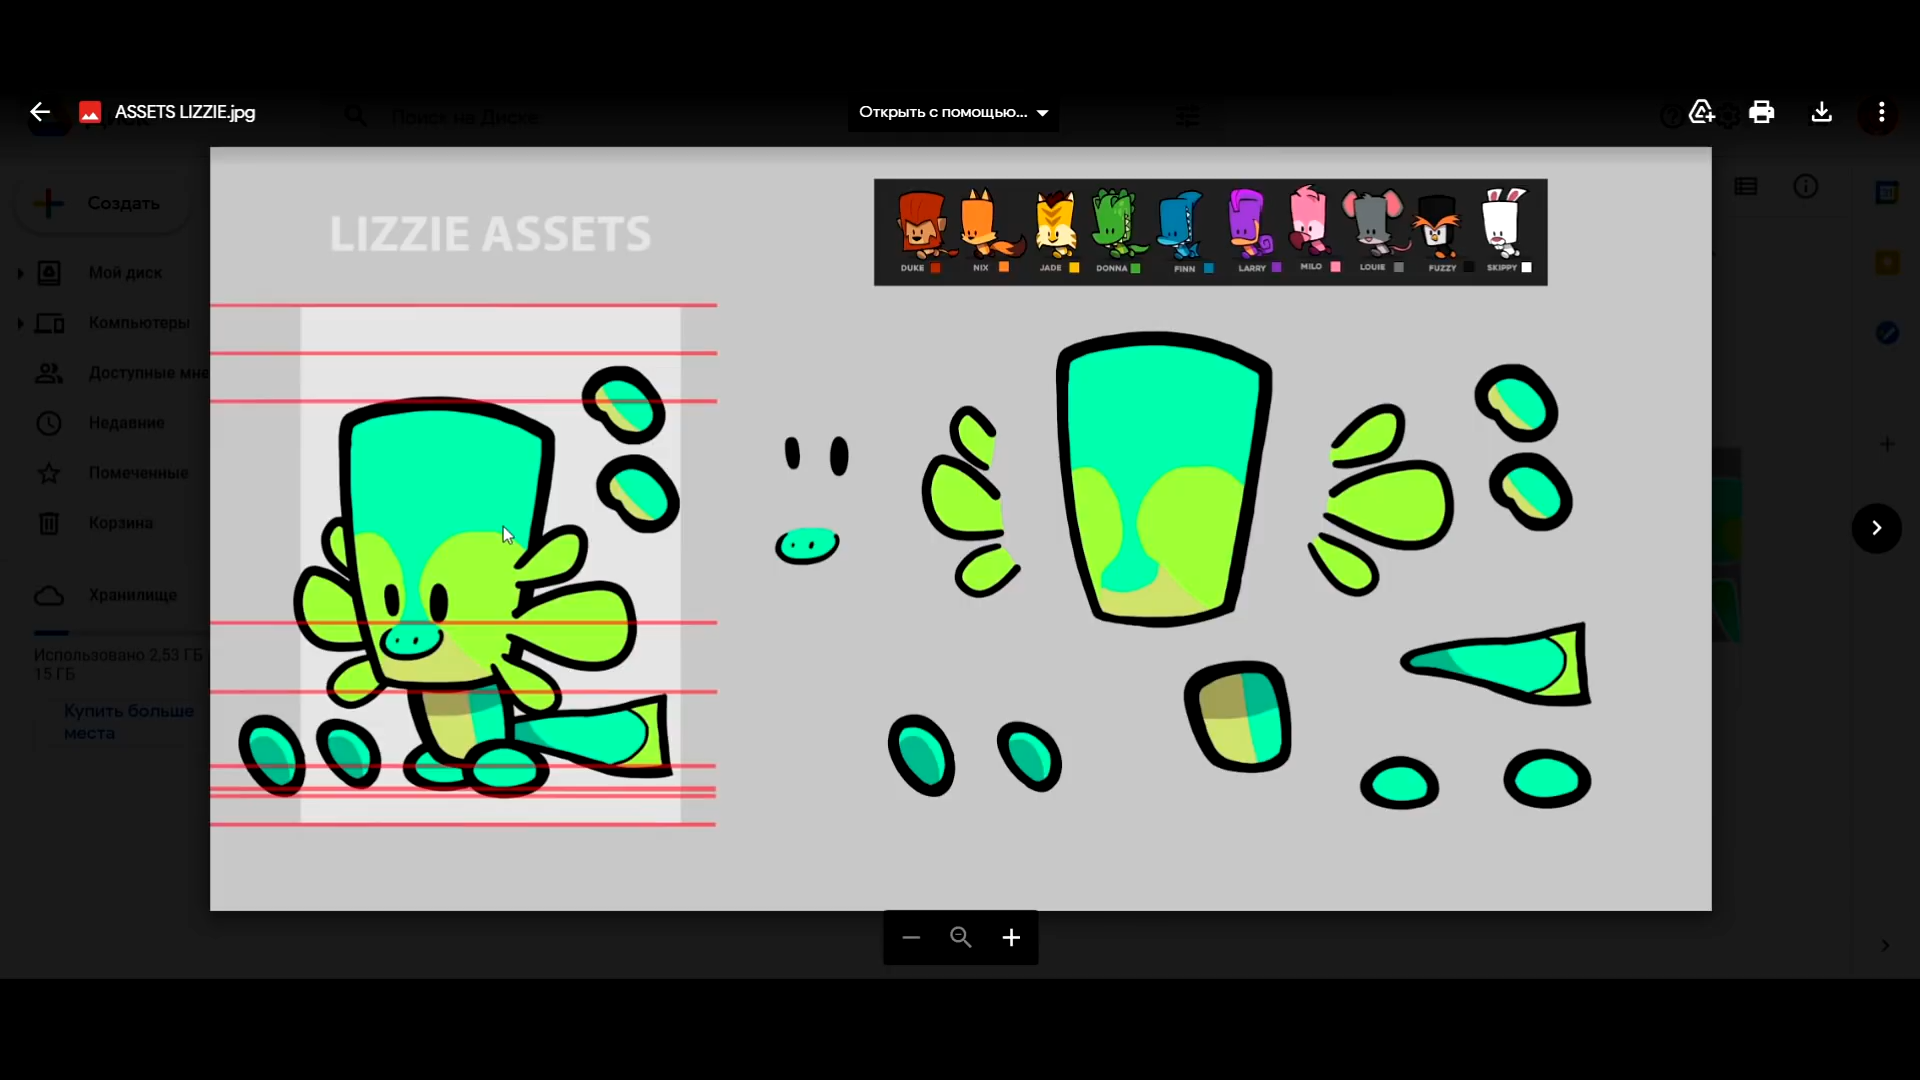 ASSETS LIZZIE.jpg
Поиск на Диске
Открыть с помощью...
Создать
LIZZIE ASSETS
DUKE
NIX
JADE
DONNA
FINN
LARRY
MILO
LOUIE
FUZZY
SKIPPY
Мой диск
Компьютеры
Доступные мне
Недавние
Помеченные
Корзина
Хранилище
Использовано 2,53 ГБ
15 ГБ
Купить больше
места